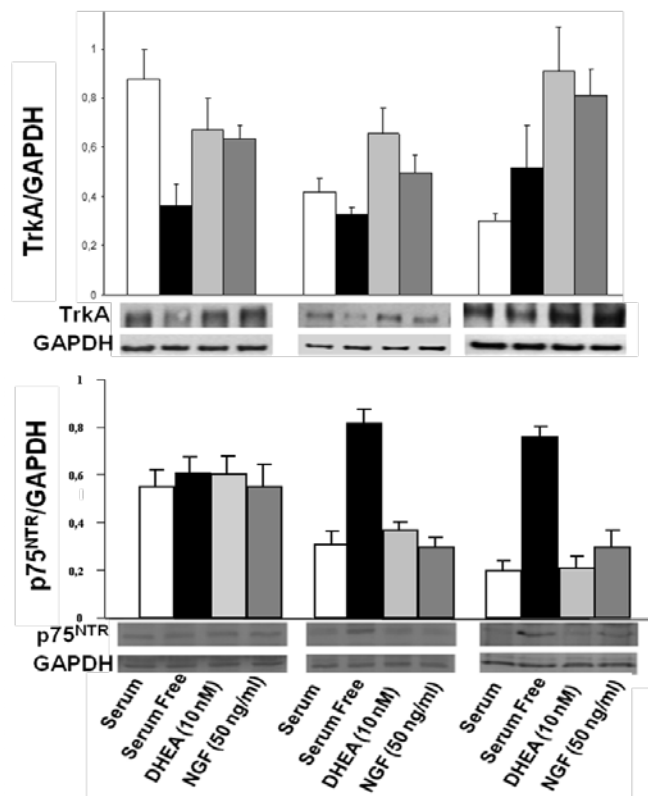 TrkA/GAPDH
1
0,8
0,6
0,4
0,2
0
TrkA
GAPDH
p75NTR/GAPDH
1
0,8
0,6
0,4
0,2
0
p75NTR
GAPDH
Serum
Serum Free
DHEA (10 nM)
NGF (50 ng/ml)
Serum
Serum Free
DHEA (10 nM)
NGF (50 ng/ml)
Serum
Serum Free
DHEA (10 nM)
NGF (50 ng/ml)